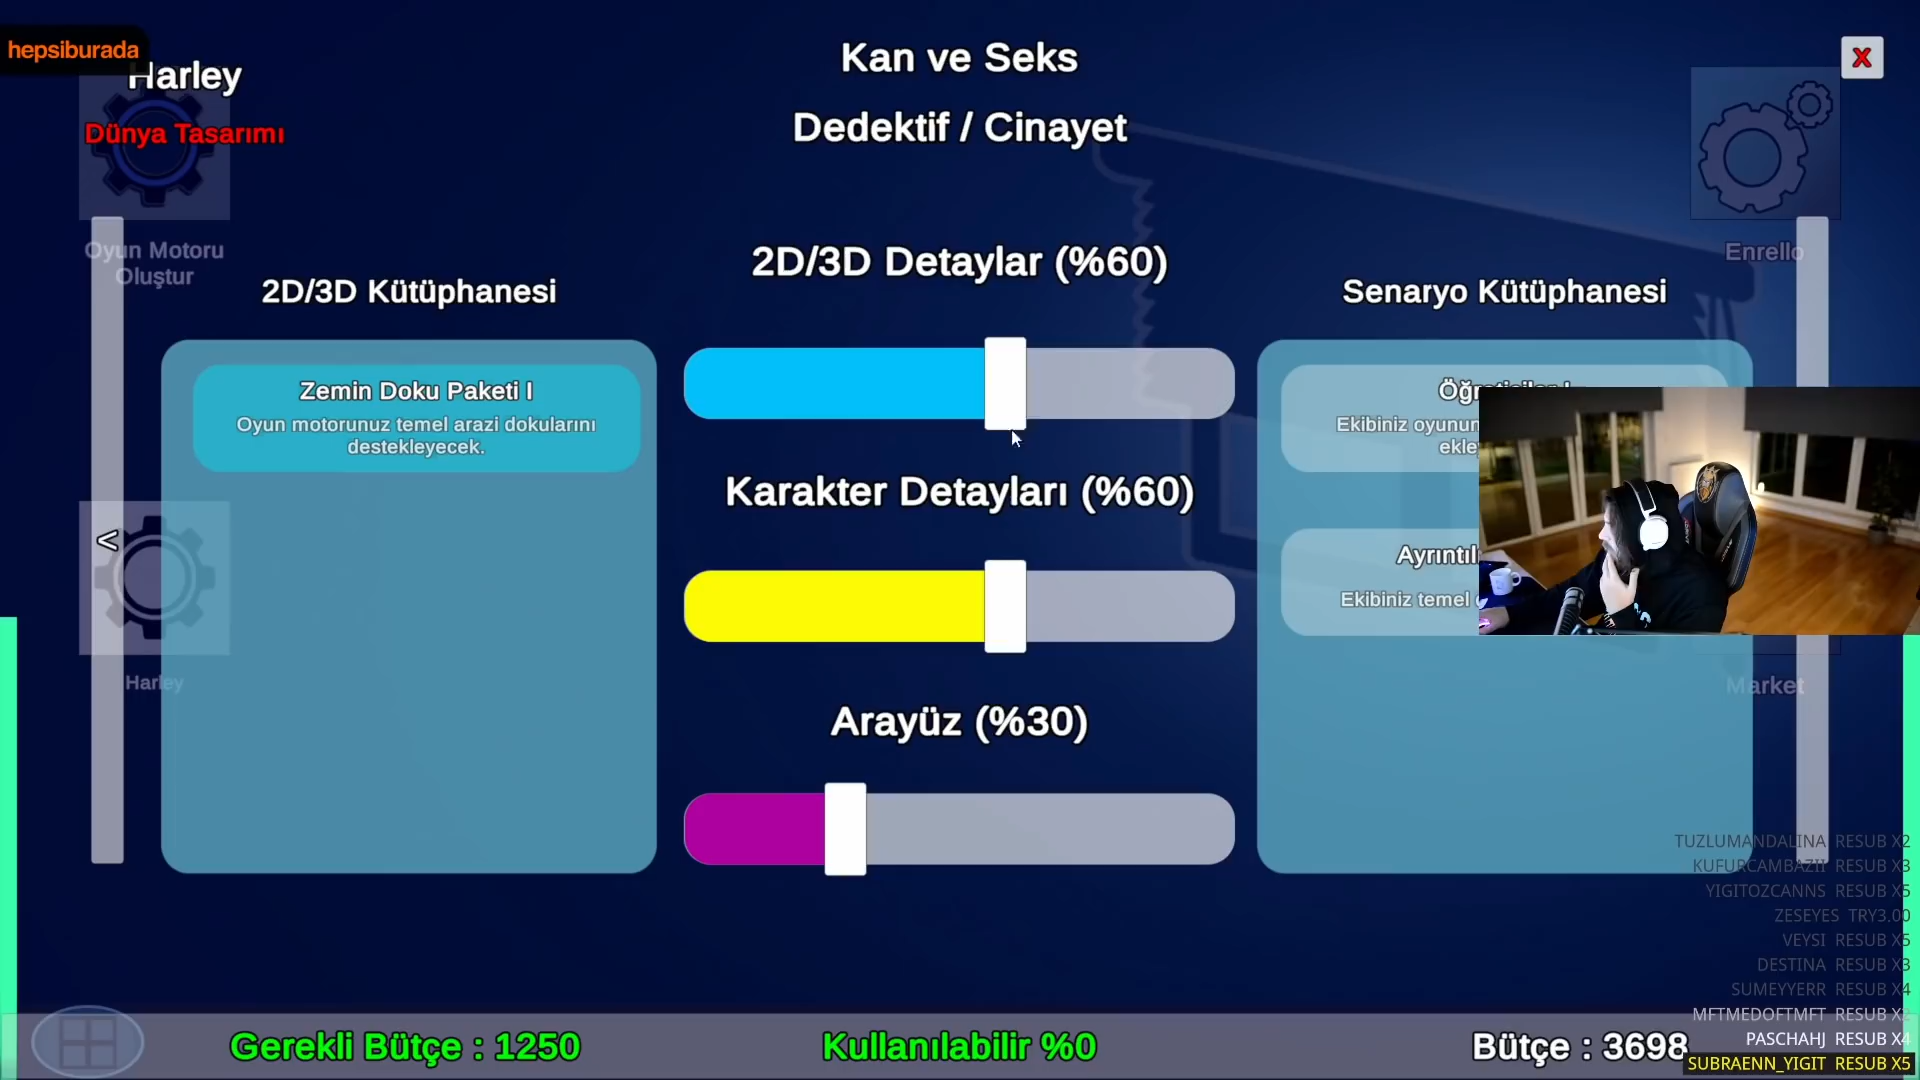 hepsiburada
Harley
Dünya Tasarımı
Kan ve Seks
Dedektif / Cinayet
X
Oyun Motoru
Oluştur
Enrello
2D/3D Kütüphanesi
2D/3D Detaylar (%60)
Senaryo Kütüphanesi
Zemin Doku Paketi I
Oyun motorunuz temel arazi dokularını
destekleyecek.
Ekibiniz oyunun
Karakter Detayları (%60)
<
Ekibiniz temel
Harley
Market
Arayüz (%30)
TUZLUMANDALINA RESUB X2
KUFURCAMBAZII RESUB X3
YIGITOZCANNS RESUB X5
ZESEYES TRY3.00
VEYSI RESUB X5
DESTINA RESUB X3
SUMEYYERR RESUB X4
MFTMEDOFTMFT RESUB X2
PASCHAHJ RESUB X4
SUBRAENN_YIGIT RESUB X5
Gerekli Bütçe : 1250
Kullanılabilir %0
Bütçe : 3698